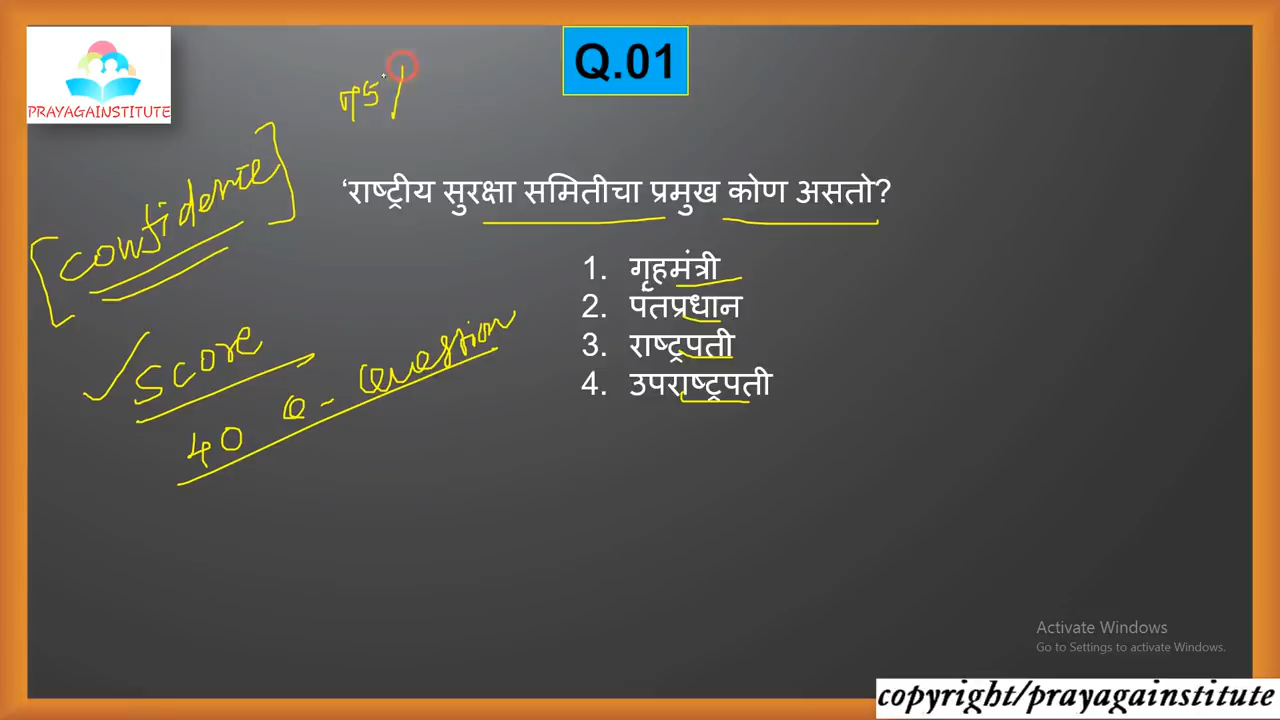 PRAYAGAINSTITUTE
Q.01
75%
[confidence]
‘राष्ट्रीय सुरक्षा समितीचा प्रमुख कोण असतो?
1. गृहमंत्री
2. पंतप्रधान
3. राष्ट्रपती
4. उपराष्ट्रपती
✓ Score
40 Q - Question
Activate Windows
Go to Settings to activate Windows.
copyright/prayagainstitute